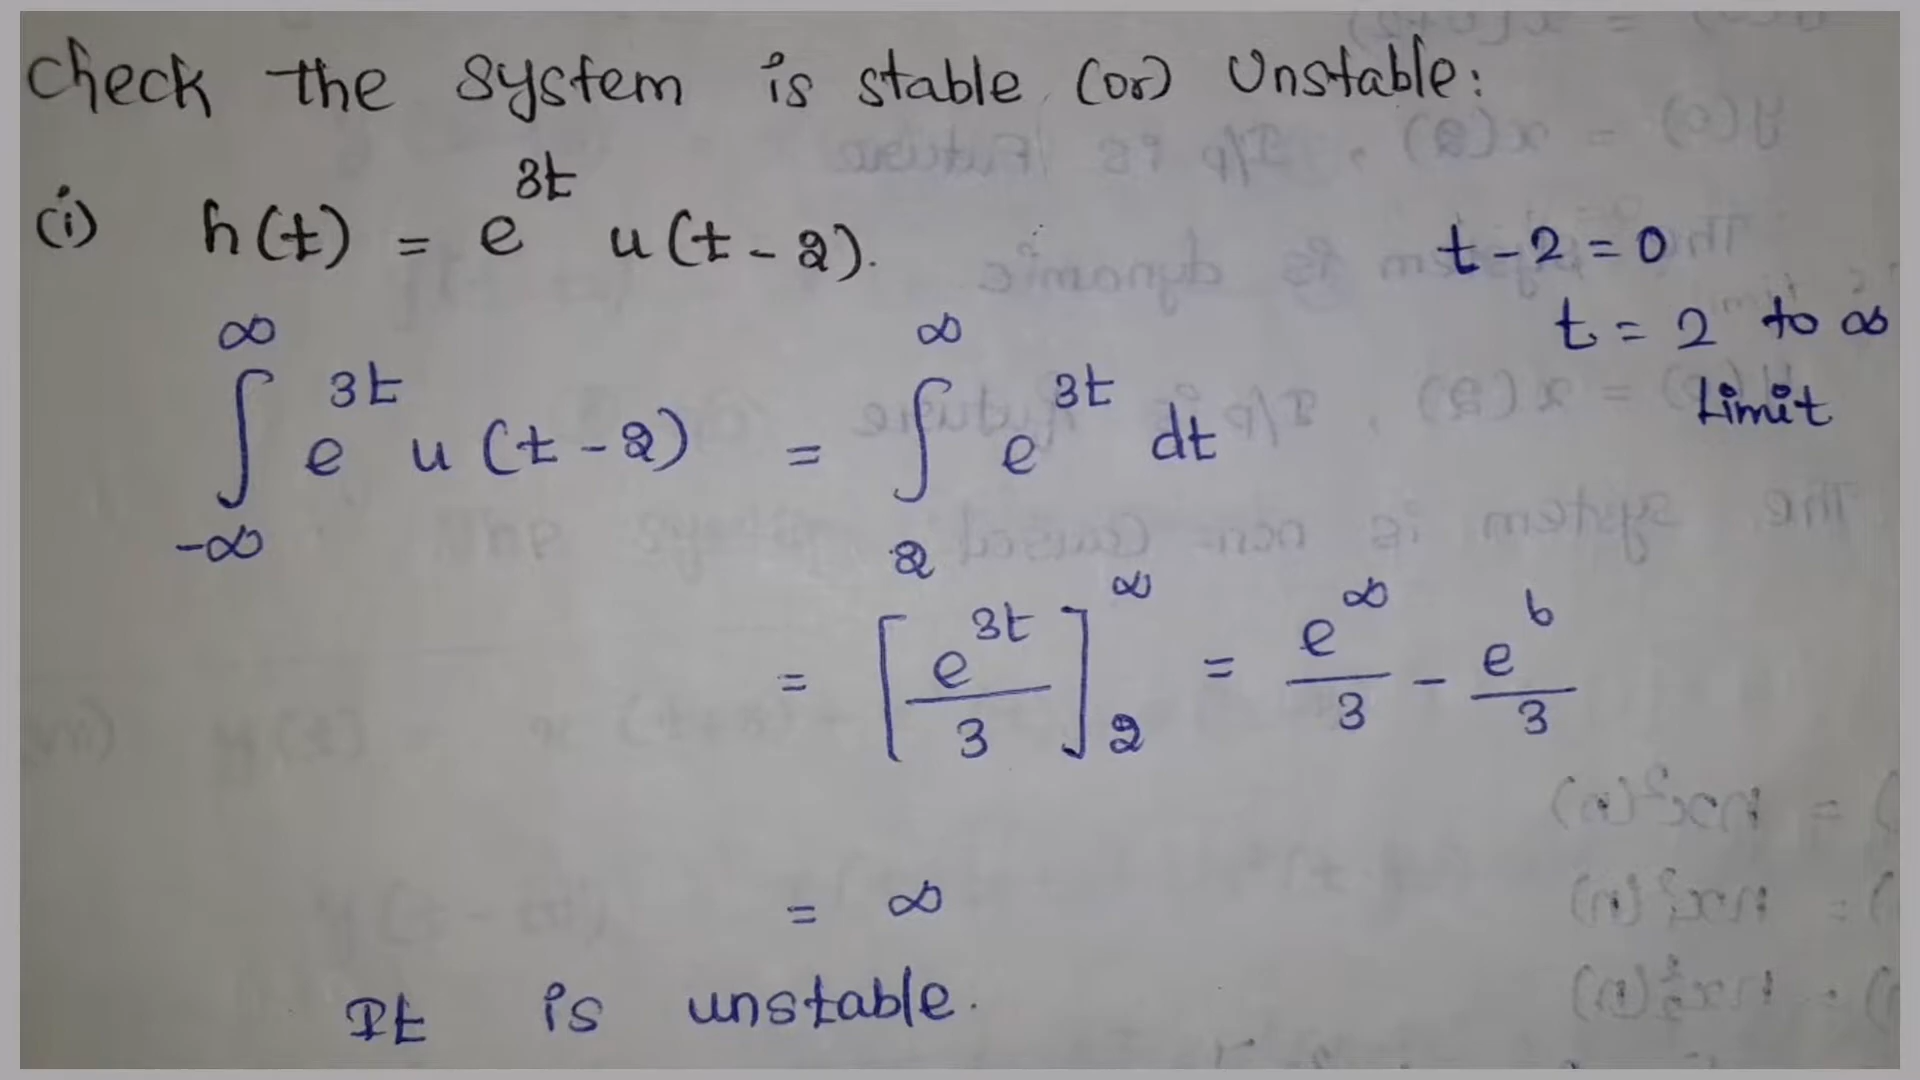 Check the system is stable (or) Unstable:
(i) h(t) = e^{3t} u(t-2).
t-2=0
t = 2 to ∞
Limit
∫_{-∞}^{∞} e^{3t} u(t-2) = ∫_{2}^{∞} e^{3t} dt
= [e^{3t}/3]_{2}^{∞} = e^{∞}/3 - e^{6}/3
= ∞
It is unstable.